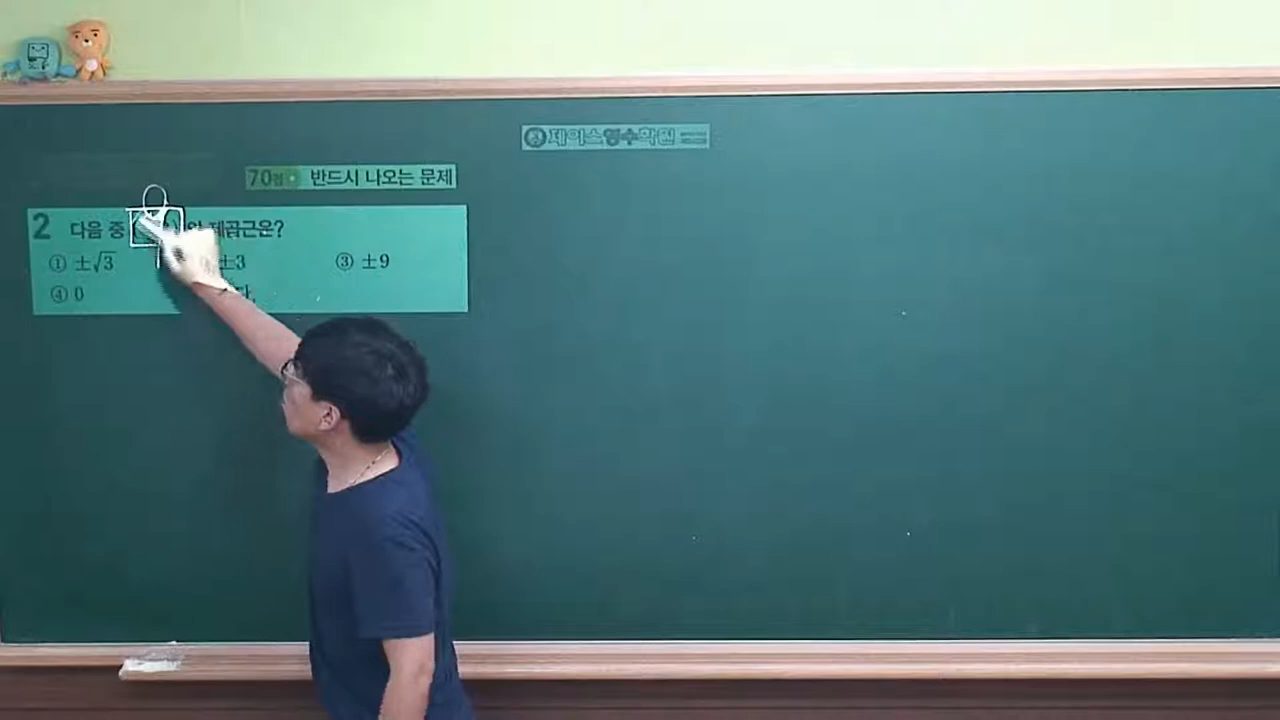 제이스영수학원
70점 반드시 나오는 문제
2 다음 중 제곱근은?
① ±√3 ±3 ③ ±9
④ 0 다.